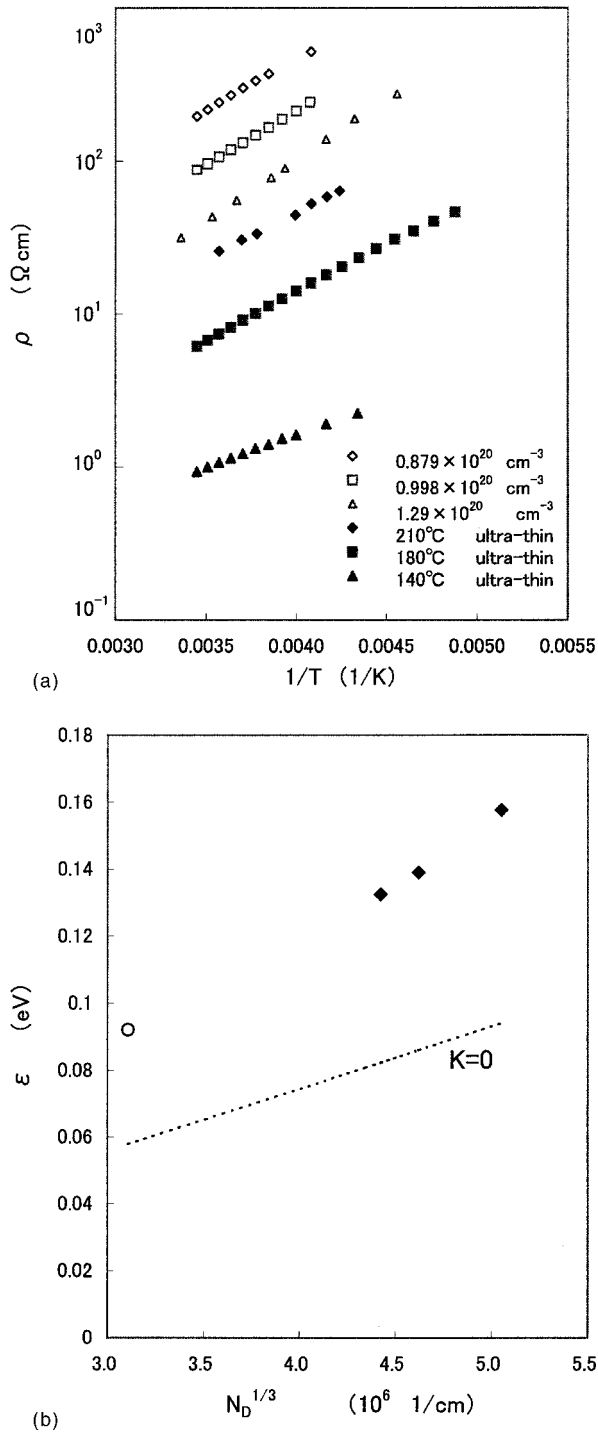 10³
10²
10¹
10⁰
10⁻¹
ρ (Ωcm)
0.879×10²⁰ cm⁻³
0.998×10²⁰ cm⁻³
1.29×10²⁰ cm⁻³
210℃ ultra-thin
180℃ ultra-thin
140℃ ultra-thin
0.0030 0.0035 0.0040 0.0045 0.0050 0.0055
(a)
1/T (1/K)
0.18
0.16
0.14
0.12
0.1
0.08
0.06
0.04
0.02
0
ε (eV)
K=0
3.0 3.5 4.0 4.5 5.0 5.5
(b)
N_D^1/3 (10⁶ 1/cm)